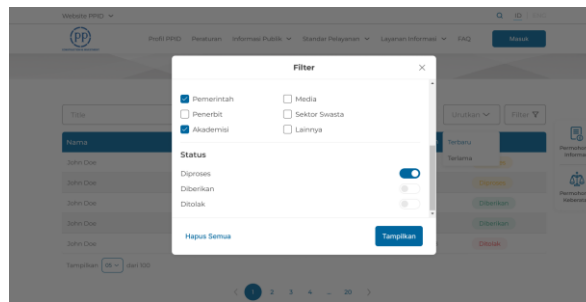 Website PPID
ID
Profil PPID Peraturan Informasi Publik Standar Pelayanan Layanan Informasi FAQ Masuk
Filter
Pemerintah Media
Penerbit Sektor Swasta
Akademisi Lainnya
Title Urutkan Filter
Nama Terbaru
Terlama
Status
Diproses
Diberikan
Ditolak
John Doe
John Doe Diproses
John Doe Diberikan
John Doe Diberikan
John Doe Ditolak
Hapus Semua Tampilkan
Tampilkan 05 dari 100
1 2 3 4 ... 20